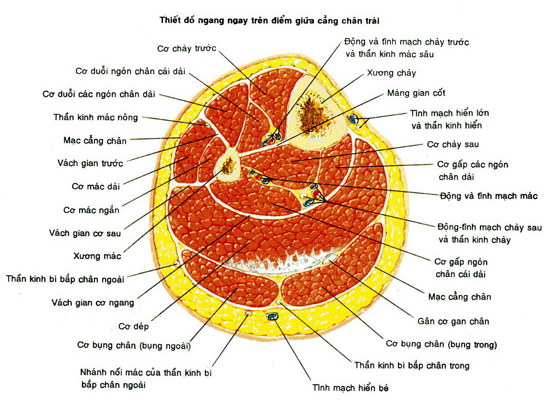 Thiết đồ ngang ngay trên điểm giữa cẳng chân trái
Cơ chày trước
Cơ duỗi ngón chân cái dài
Cơ duỗi các ngón chân dài
Thần kinh mác nông
Mạc cẳng chân
Vách gian trước
Cơ mác dài
Cơ mác ngắn
Vách gian cơ sau
Xương mác
Thần kinh bì bắp chân ngoài
Vách gian cơ ngang
Cơ dép
Cơ bụng chân (bụng ngoài)
Nhánh nối mác của thần kinh bì
bắp chân ngoài
Động và tĩnh mạch chày trước
và thần kinh mác sâu
Xương chày
Màng gian cốt
Tĩnh mạch hiển lớn
và thần kinh hiển
Cơ chày sau
Cơ gấp các ngón
chân dài
Động và tĩnh mạch mác
Động-tĩnh mạch chày sau
và thần kinh chày
Cơ gấp ngón
chân cái dài
Mạc cẳng chân
Gân cơ gan chân
Cơ bụng chân (bụng trong)
Thần kinh bì bắp chân trong
Tĩnh mạch hiển bé